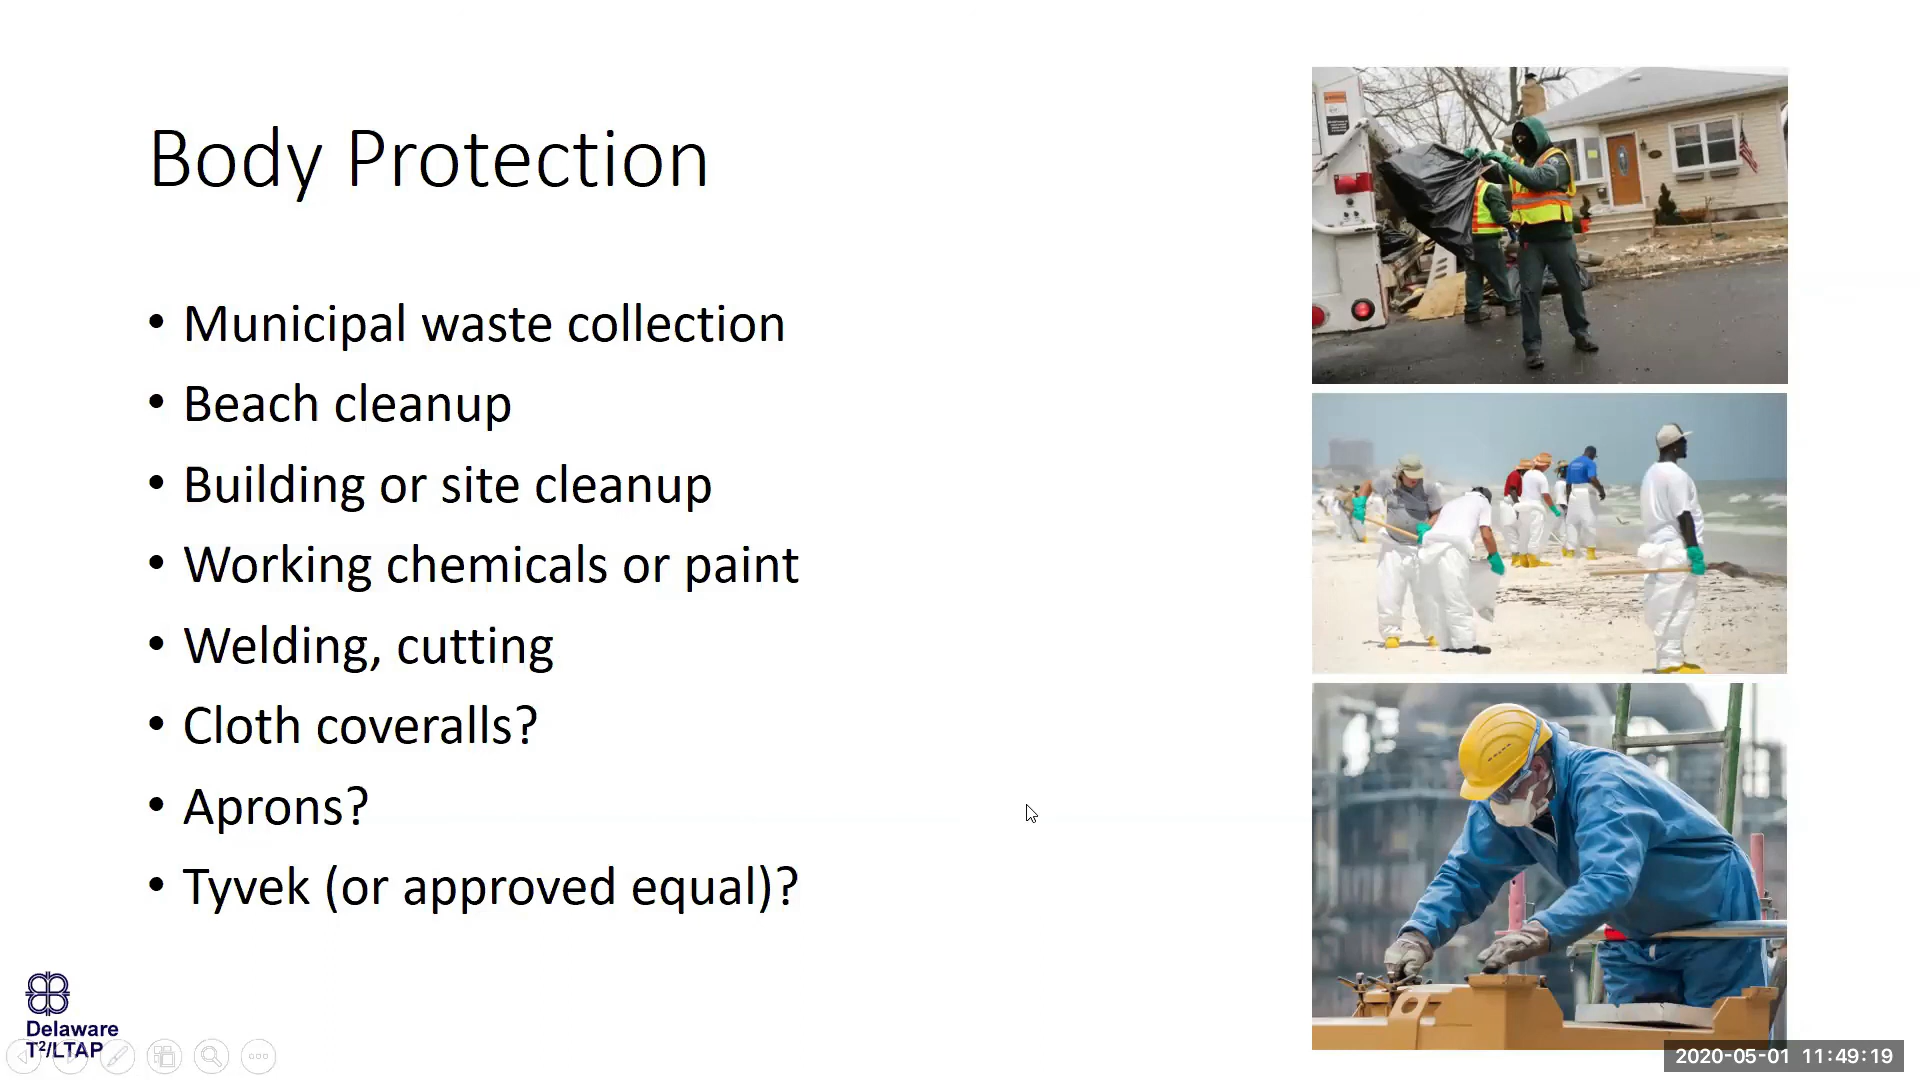 Body Protection
• Municipal waste collection
• Beach cleanup
• Building or site cleanup
• Working chemicals or paint
• Welding, cutting
• Cloth coveralls?
• Aprons?
• Tyvek (or approved equal)?
Delaware
T²/LTAP
2020-05-01 11:49:19